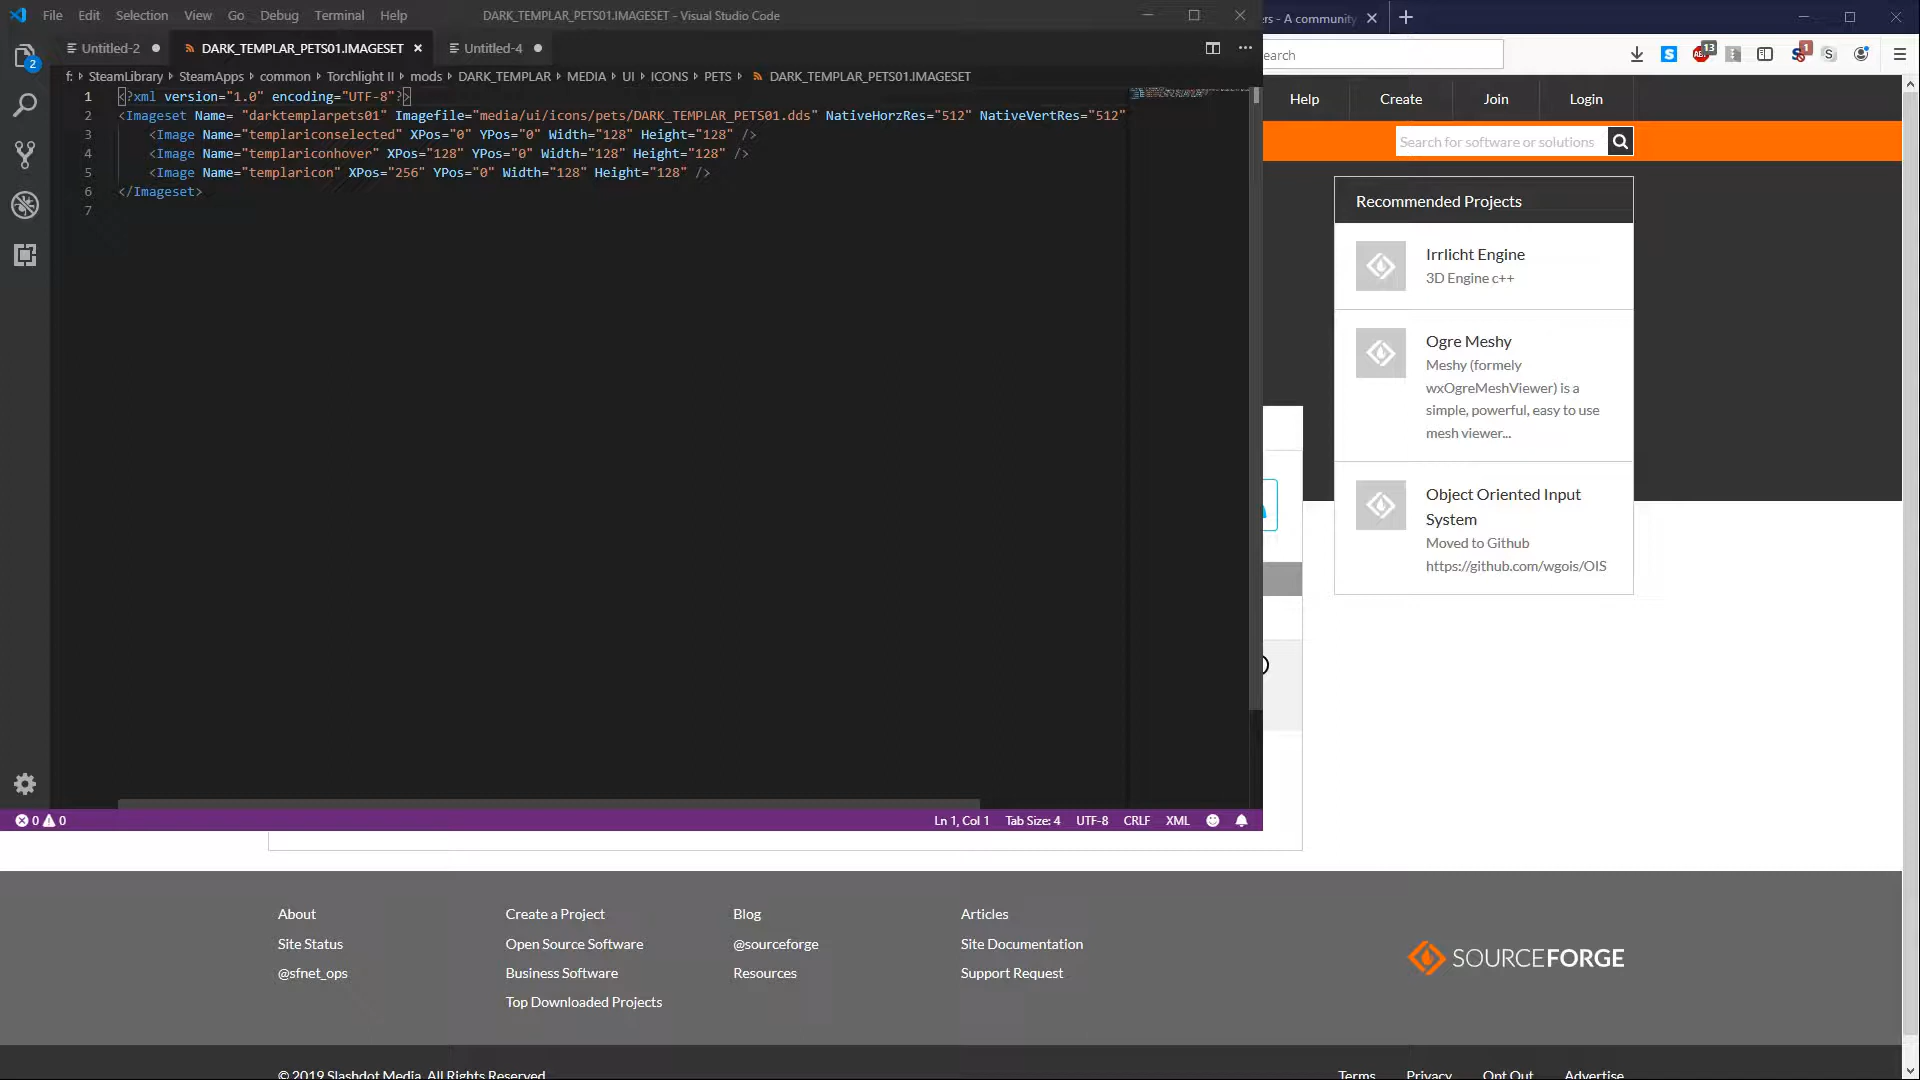 File Edit Selection View Go Debug Terminal Help
DARK_TEMPLAR_PETS01.IMAGESET - Visual Studio Code
Untitled-2
DARK_TEMPLAR_PETS01.IMAGESET
Untitled-4
f: > SteamLibrary > SteamApps > common > Torchlight II > mods > DARK_TEMPLAR > MEDIA > UI > ICONS > PETS > DARK_TEMPLAR_PETS01.IMAGESET
1 <?xml version="1.0" encoding="UTF-8"?>
2 <Imageset Name= "darktemplarpets01" Imagefile="media/ui/icons/pets/DARK_TEMPLAR_PETS01.dds" NativeHorzRes="512" NativeVertRes="512"
3 <Image Name="templariconselected" XPos="0" YPos="0" Width="128" Height="128" />
4 <Image Name="templariconhover" XPos="128" YPos="0" Width="128" Height="128" />
5 <Image Name="templaricon" XPos="256" YPos="0" Width="128" Height="128" />
6 </Imageset>
7
2
0 0
Ln 1, Col 1 Tab Size: 4 UTF-8 CRLF XML
ers - A community
earch
13
1
Help Create Join Login
Search for software or solutions
Recommended Projects
Irrlicht Engine
3D Engine c++
Ogre Meshy
Meshy (formely
wxOgreMeshViewer) is a
simple, powerful, easy to use
mesh viewer...
Object Oriented Input
System
Moved to Github
https://github.com/wgois/OIS
About
Site Status
@sfnet_ops
Create a Project
Open Source Software
Business Software
Top Downloaded Projects
Blog
@sourceforge
Resources
Articles
Site Documentation
Support Request
SOURCEFORGE
© 2019 Slashdot Media. All Rights Reserved.
Terms Privacy Opt Out Advertise